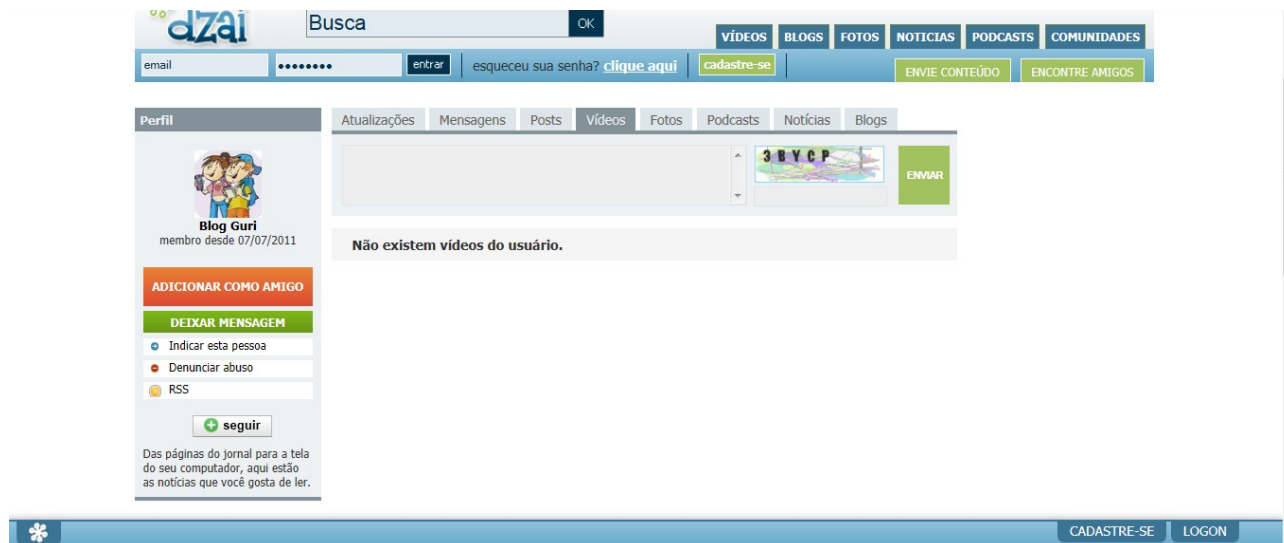 dzai
Busca
OK
VÍDEOS BLOGS FOTOS NOTICIAS PODCASTS COMUNIDADES
email •••••••• entrar esqueceu sua senha? clique aqui cadastre-se
ENVIE CONTEÚDO ENCONTRE AMIGOS
Perfil
Atualizações Mensagens Posts Vídeos Fotos Podcasts Notícias Blogs
3 B Y C P
ENVIAR
Blog Guri
membro desde 07/07/2011
Não existem vídeos do usuário.
ADICIONAR COMO AMIGO
DEIXAR MENSAGEM
Indicar esta pessoa
Denunciar abuso
RSS
seguir
Das páginas do jornal para a tela
do seu computador, aqui estão
as notícias que você gosta de ler.
CADASTRE-SE LOGON